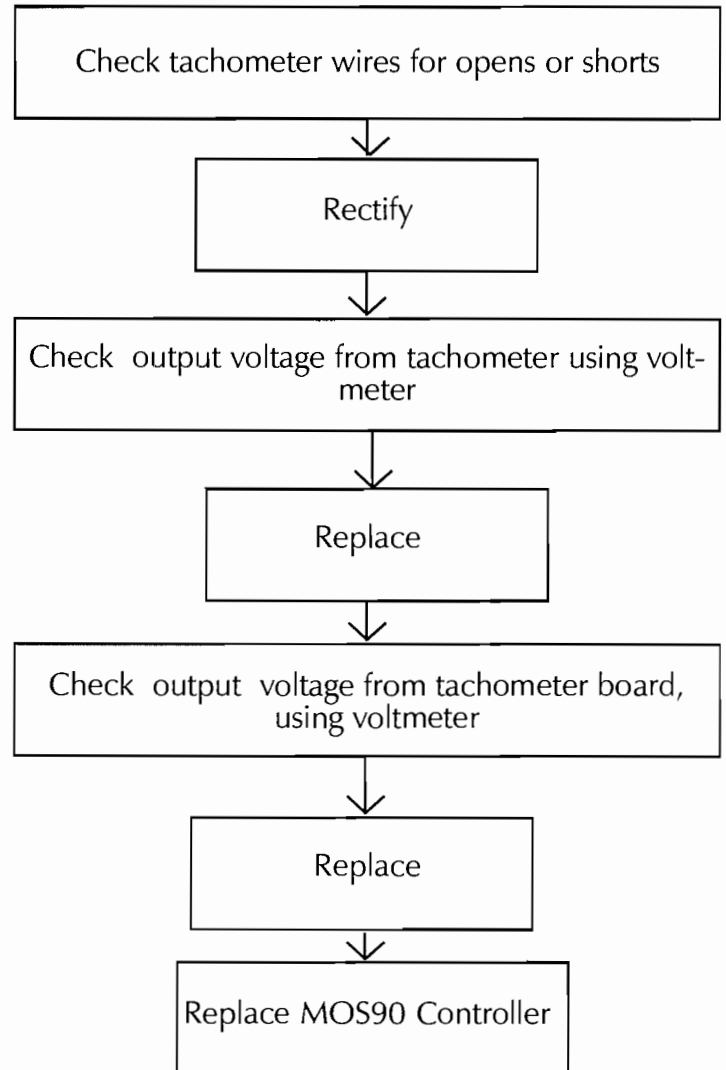 Check tachometer wires for opens or shorts
Rectify
Check output voltage from tachometer using volt-
meter
Replace
Check output voltage from tachometer board,
using voltmeter
Replace
Replace MOS90 Controller